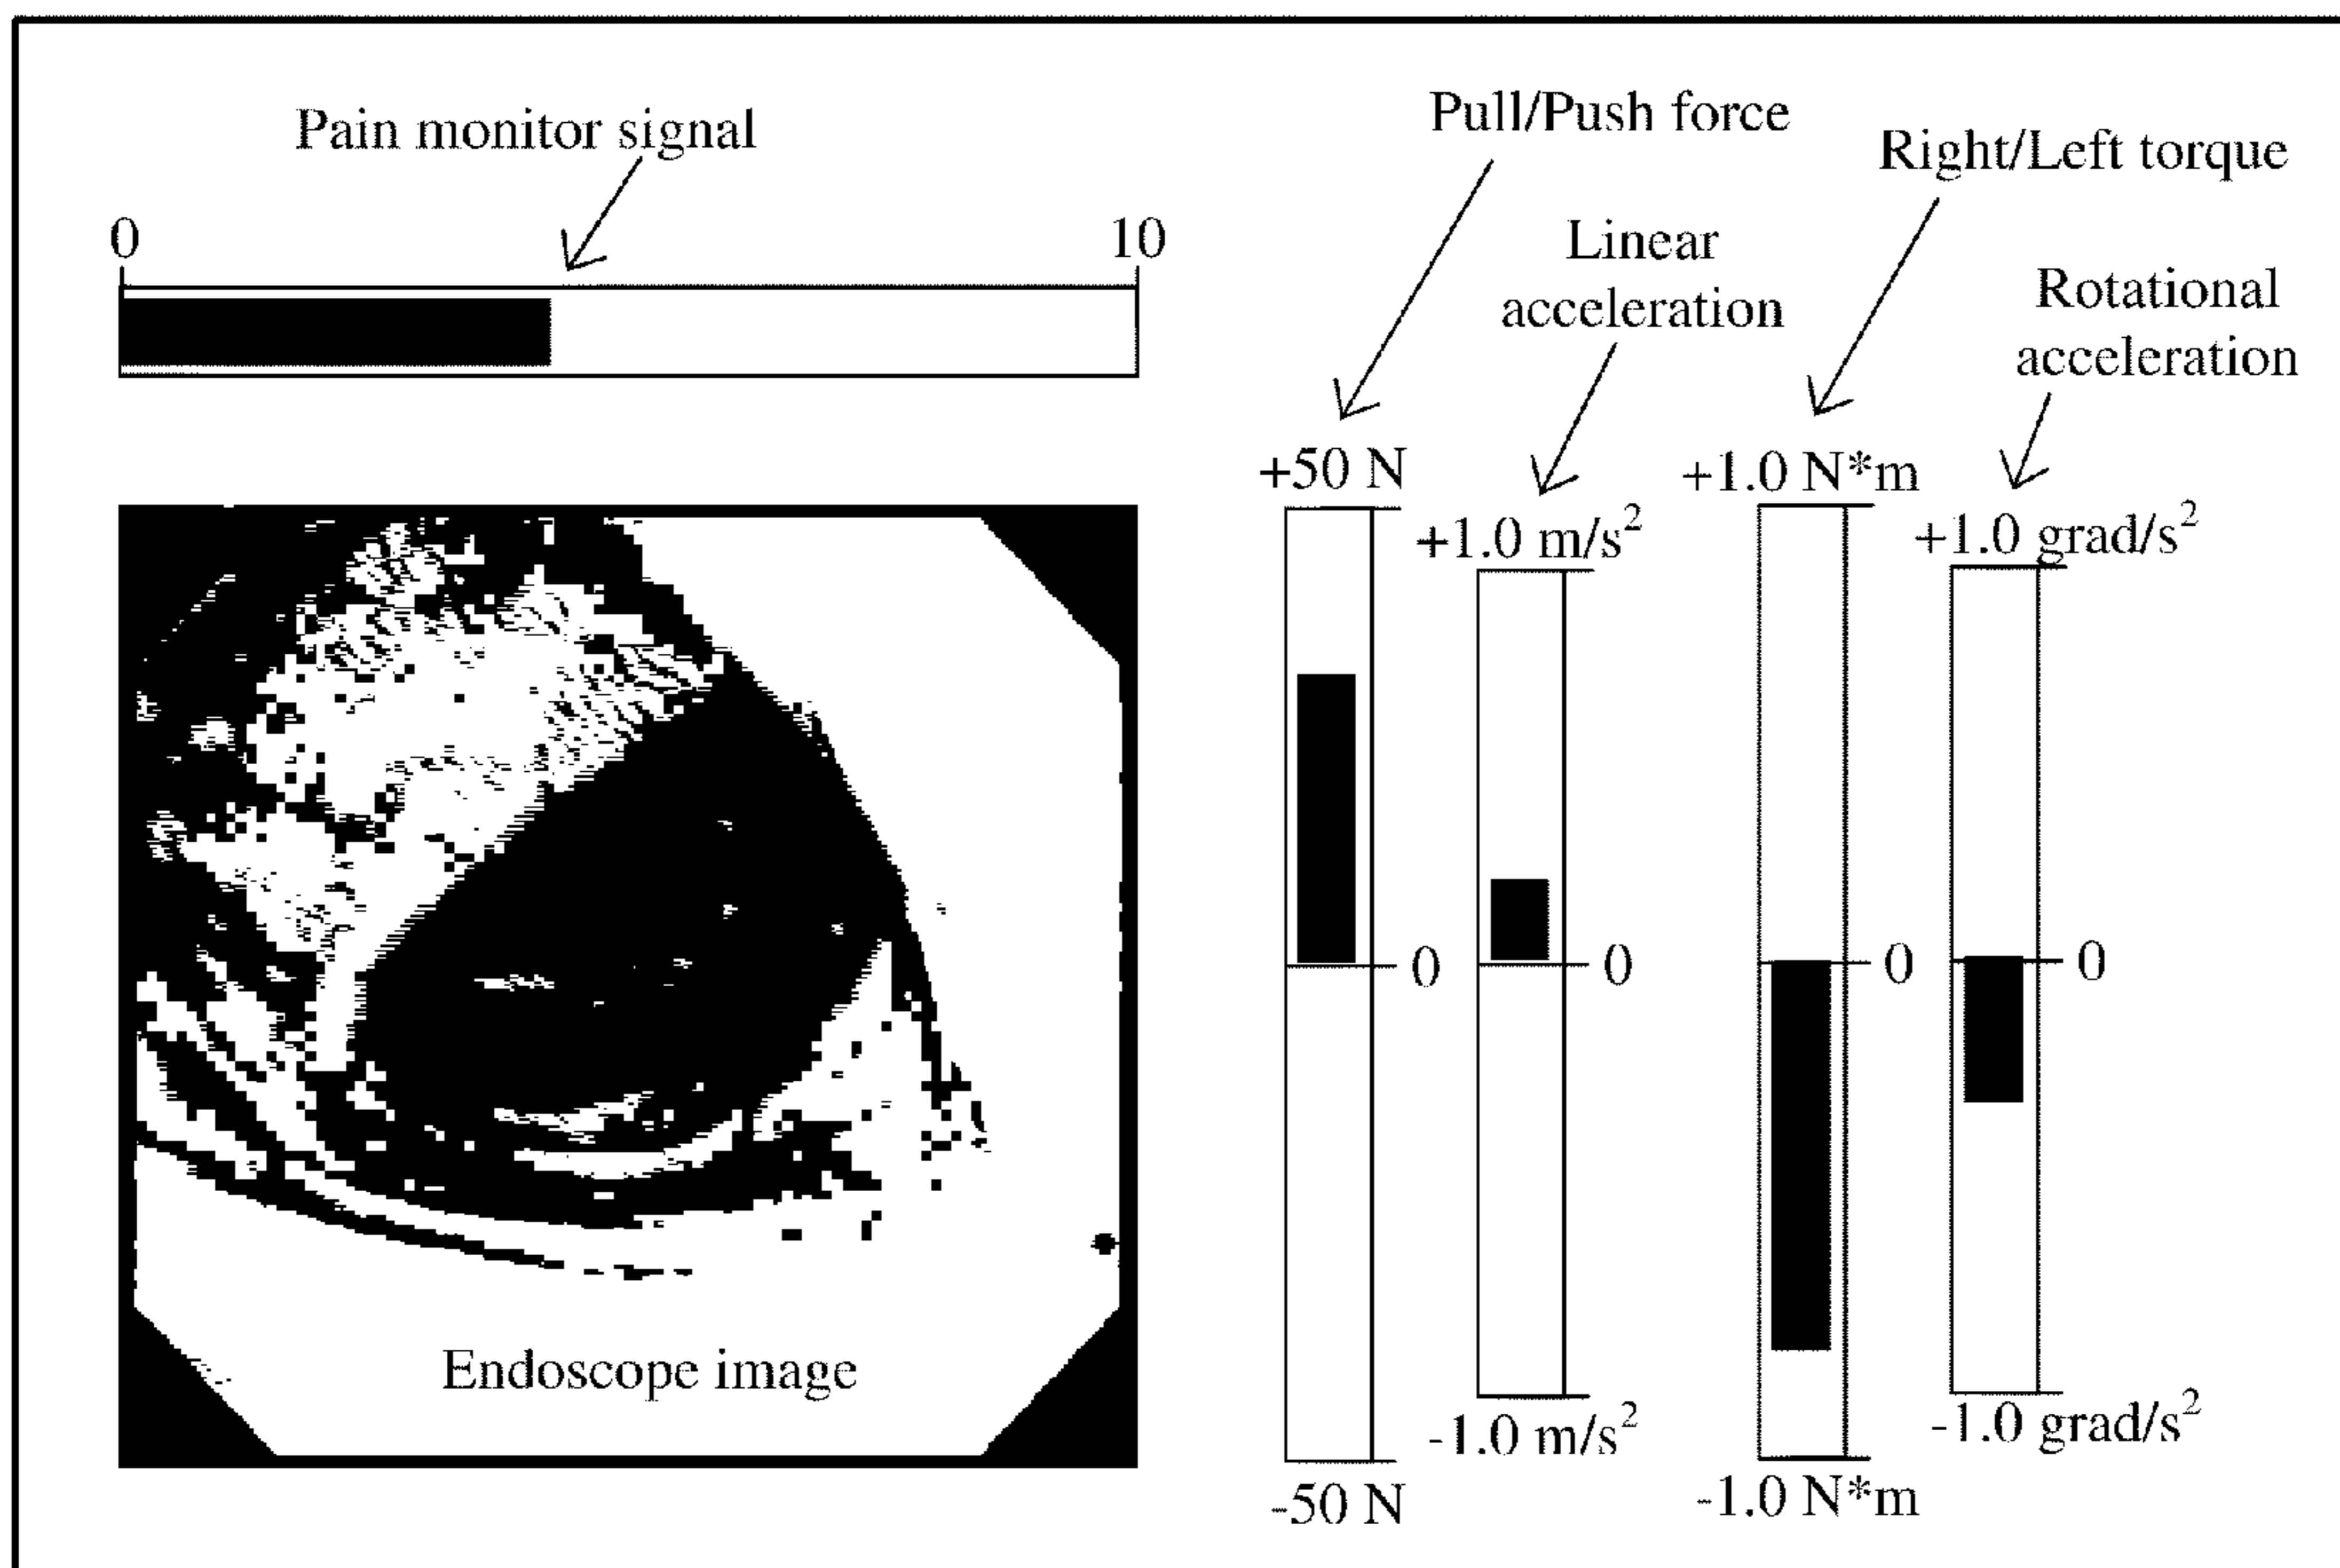 Pain monitor signal
0
10
Pull/Push force
Right/Left torque
Linear
acceleration
Rotational
acceleration
+50 N
+1.0 N*m
+1.0 m/s²
+1.0 grad/s²
0
0
0
0
Endoscope image
-1.0 m/s²
-1.0 grad/s²
-50 N
-1.0 N*m